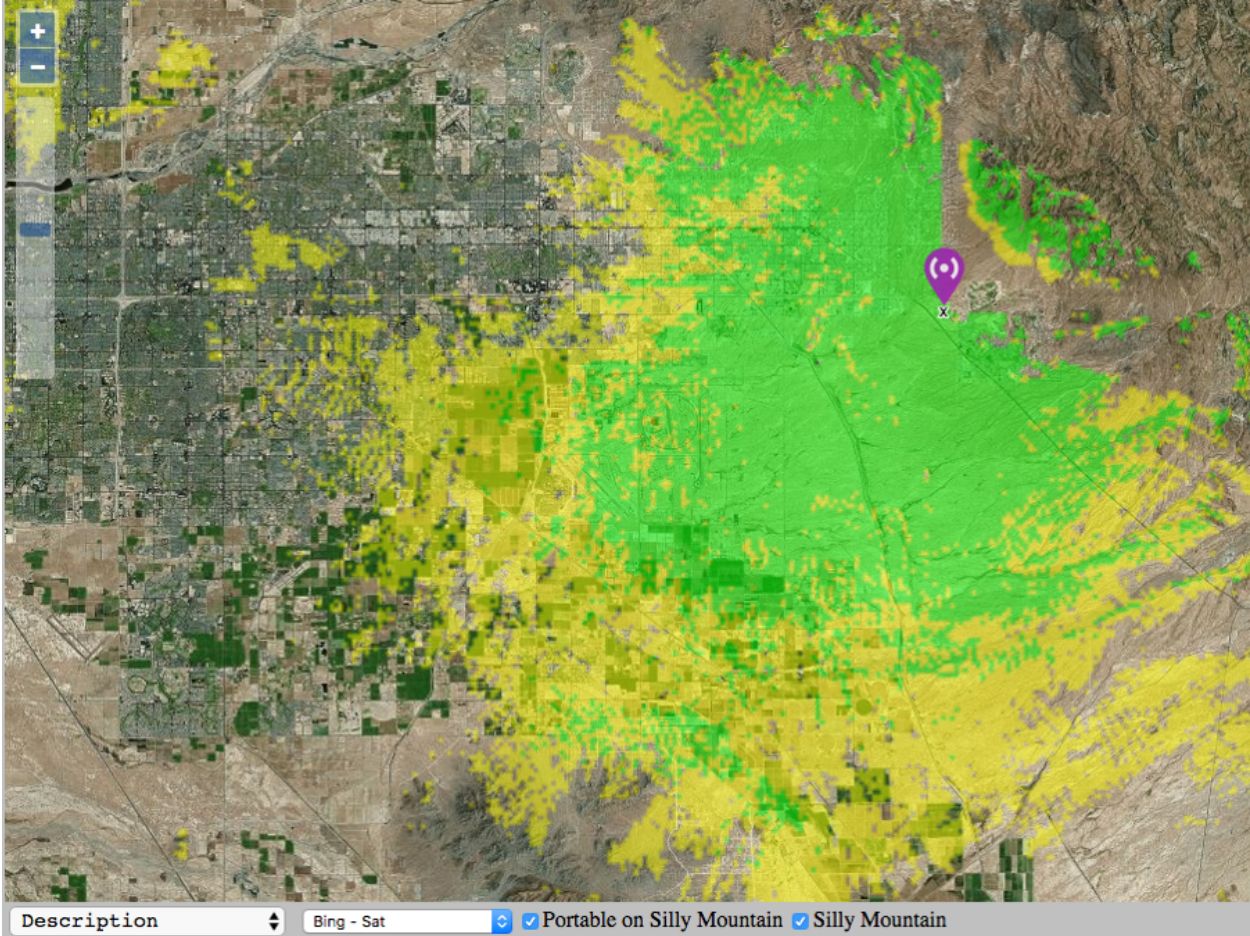 +
−
x
Description
Bing - Sat
Portable on Silly Mountain
Silly Mountain